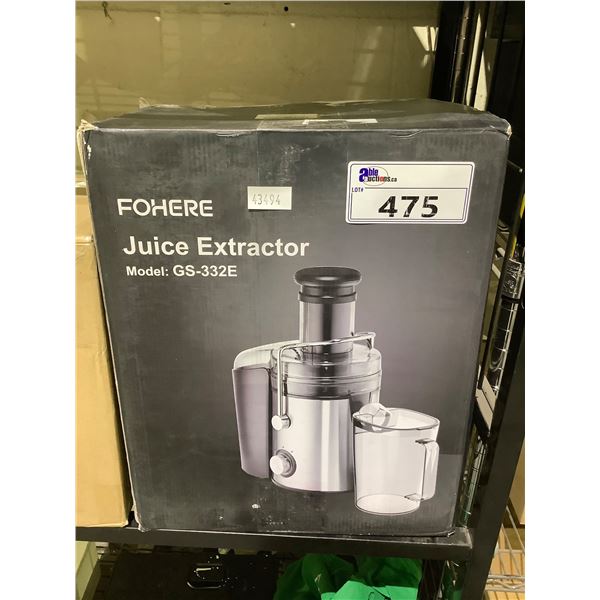 FOHERE
43494
able
auctions.ca
LOT#
475
Juice Extractor
Model: GS-332E